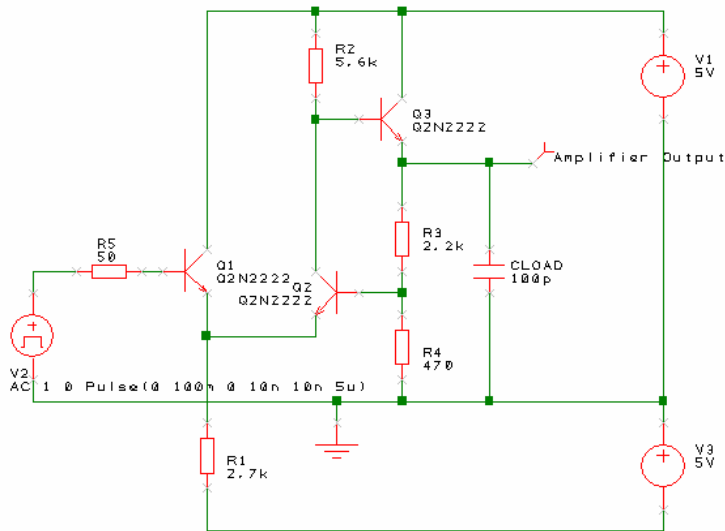 R2
5.6k
V1
5V
Q3
Q2N2222
Amplifier Output
R3
2.2k
R5
50
Q1
Q2N2222
Q2
Q2N2222
CLOAD
100p
R4
470
V2
AC 1 0 Pulse(0 100m 0 10n 10n 5u)
R1
2.7k
V3
5V